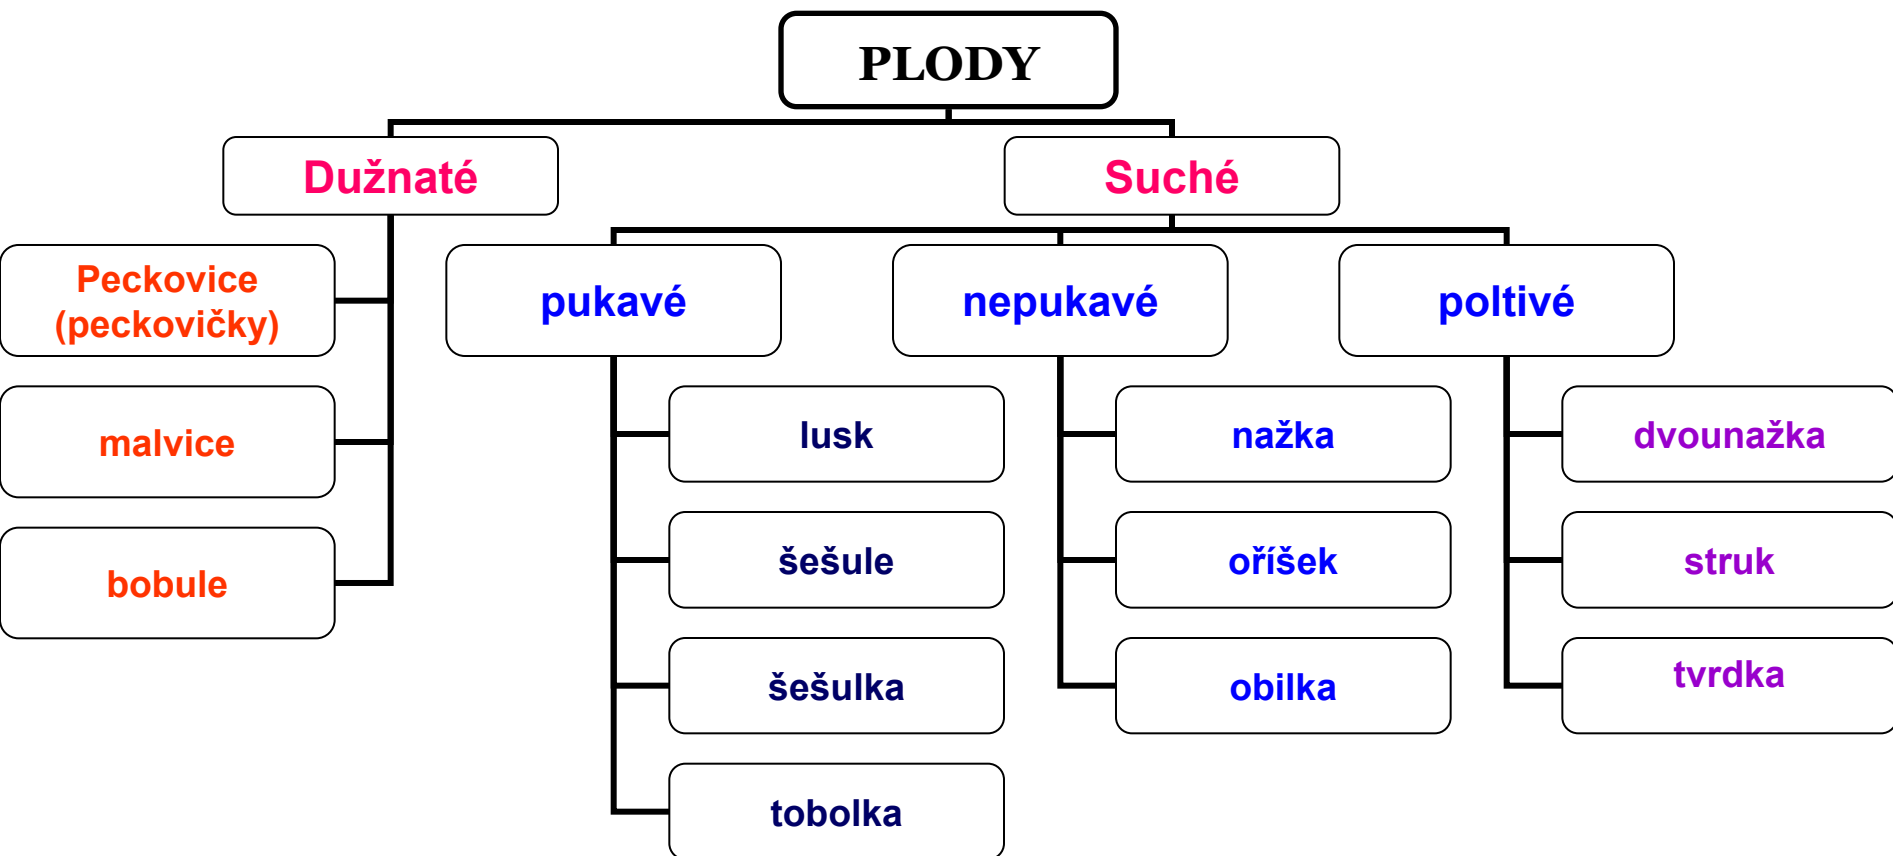 PLODY
Dužnaté
Suché
Peckovice
(peckovičky)
pukavé
nepukavé
poltivé
malvice
lusk
nažka
dvounažka
bobule
šešule
oříšek
struk
šešulka
obilka
tvrdka
tobolka